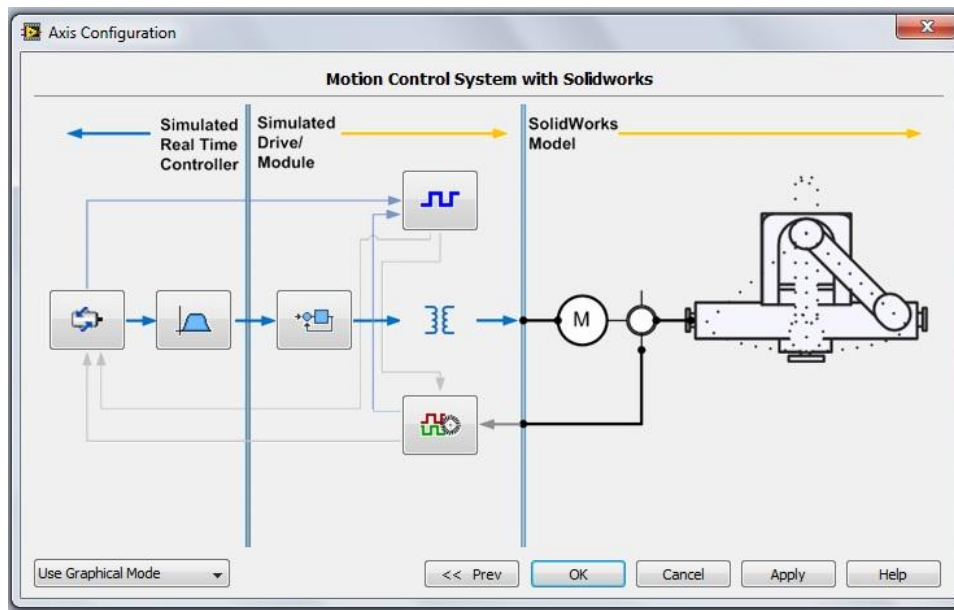 Axis Configuration
Motion Control System with Solidworks
Simulated
Real Time
Controller
Simulated
Drive/
Module
SolidWorks
Model
M
Use Graphical Mode
<< Prev
OK
Cancel
Apply
Help